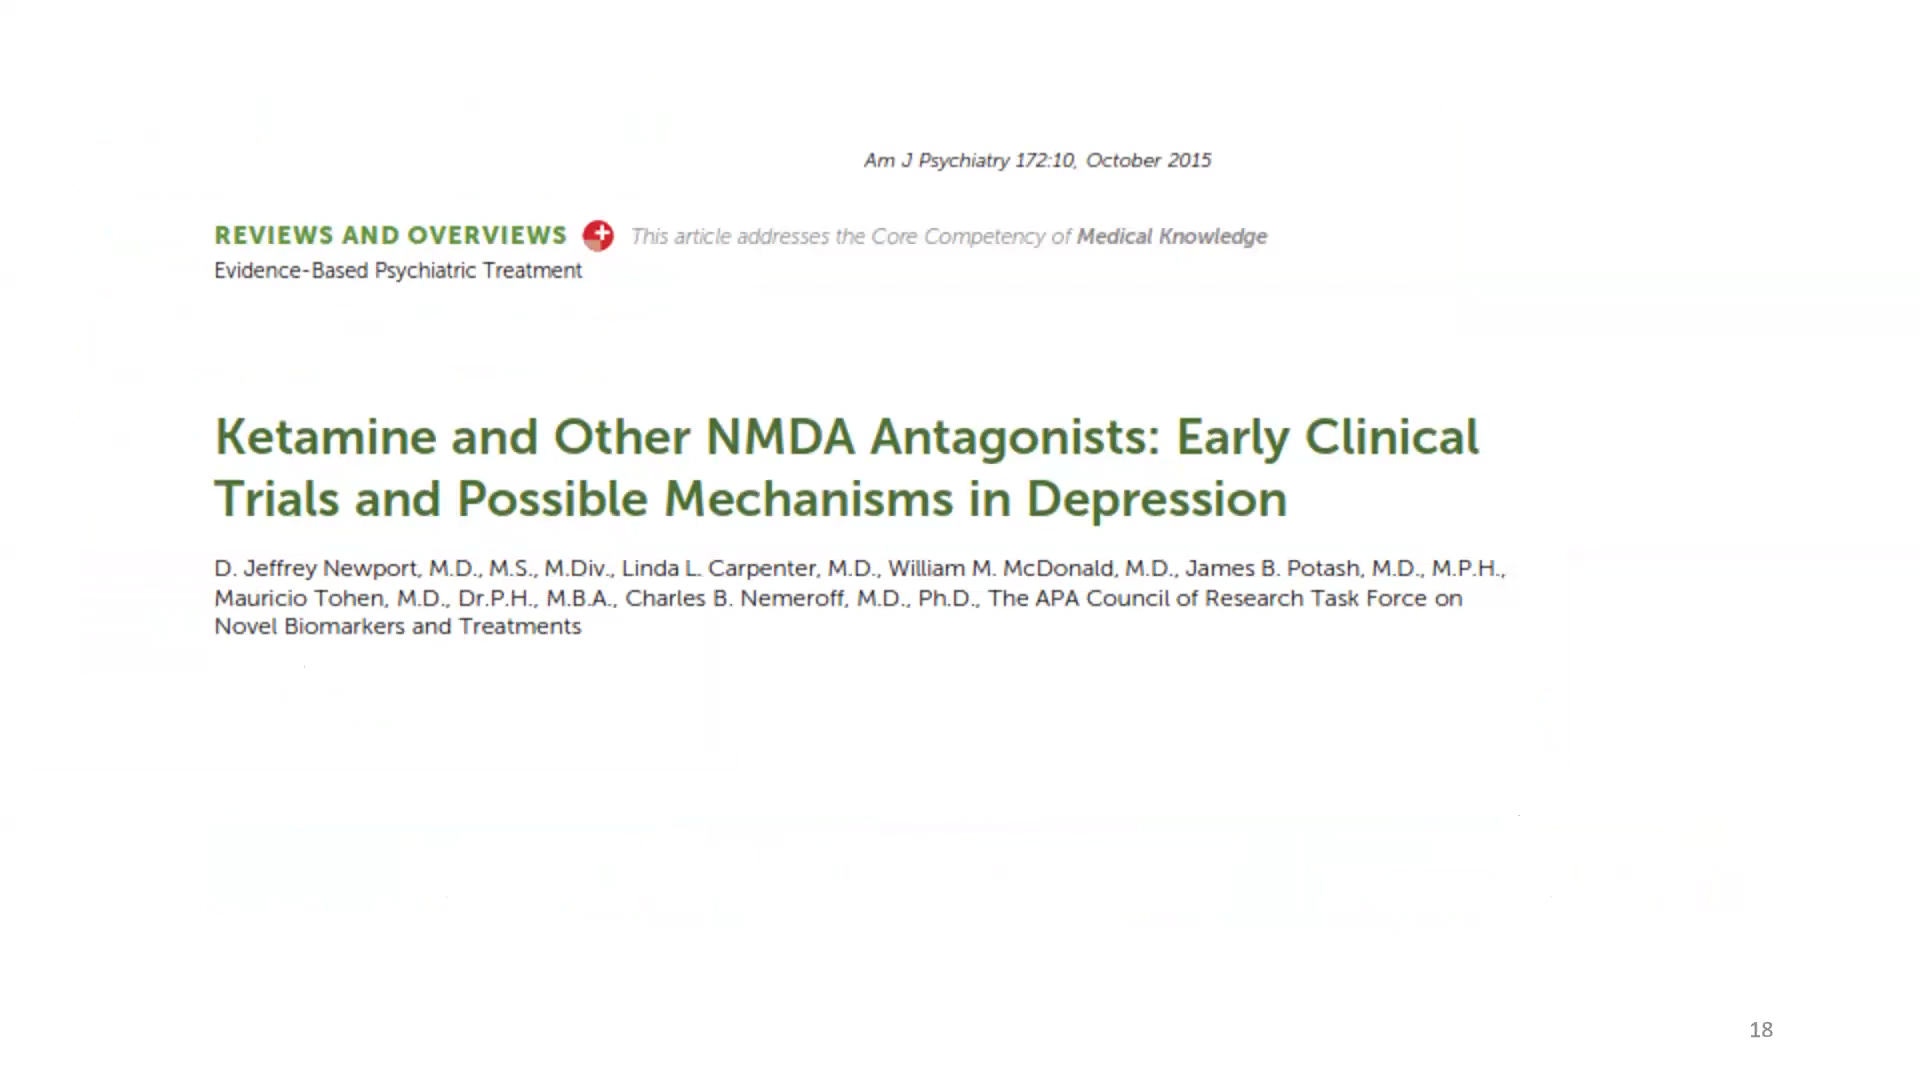 Am J Psychiatry 172:10, October 2015
REVIEWS AND OVERVIEWS This article addresses the Core Competency of Medical Knowledge
Evidence-Based Psychiatric Treatment
Ketamine and Other NMDA Antagonists: Early Clinical
Trials and Possible Mechanisms in Depression
D. Jeffrey Newport, M.D., M.S., M.Div., Linda L. Carpenter, M.D., William M. McDonald, M.D., James B. Potash, M.D., M.P.H.,
Mauricio Tohen, M.D., Dr.P.H., M.B.A., Charles B. Nemeroff, M.D., Ph.D., The APA Council of Research Task Force on
Novel Biomarkers and Treatments
18